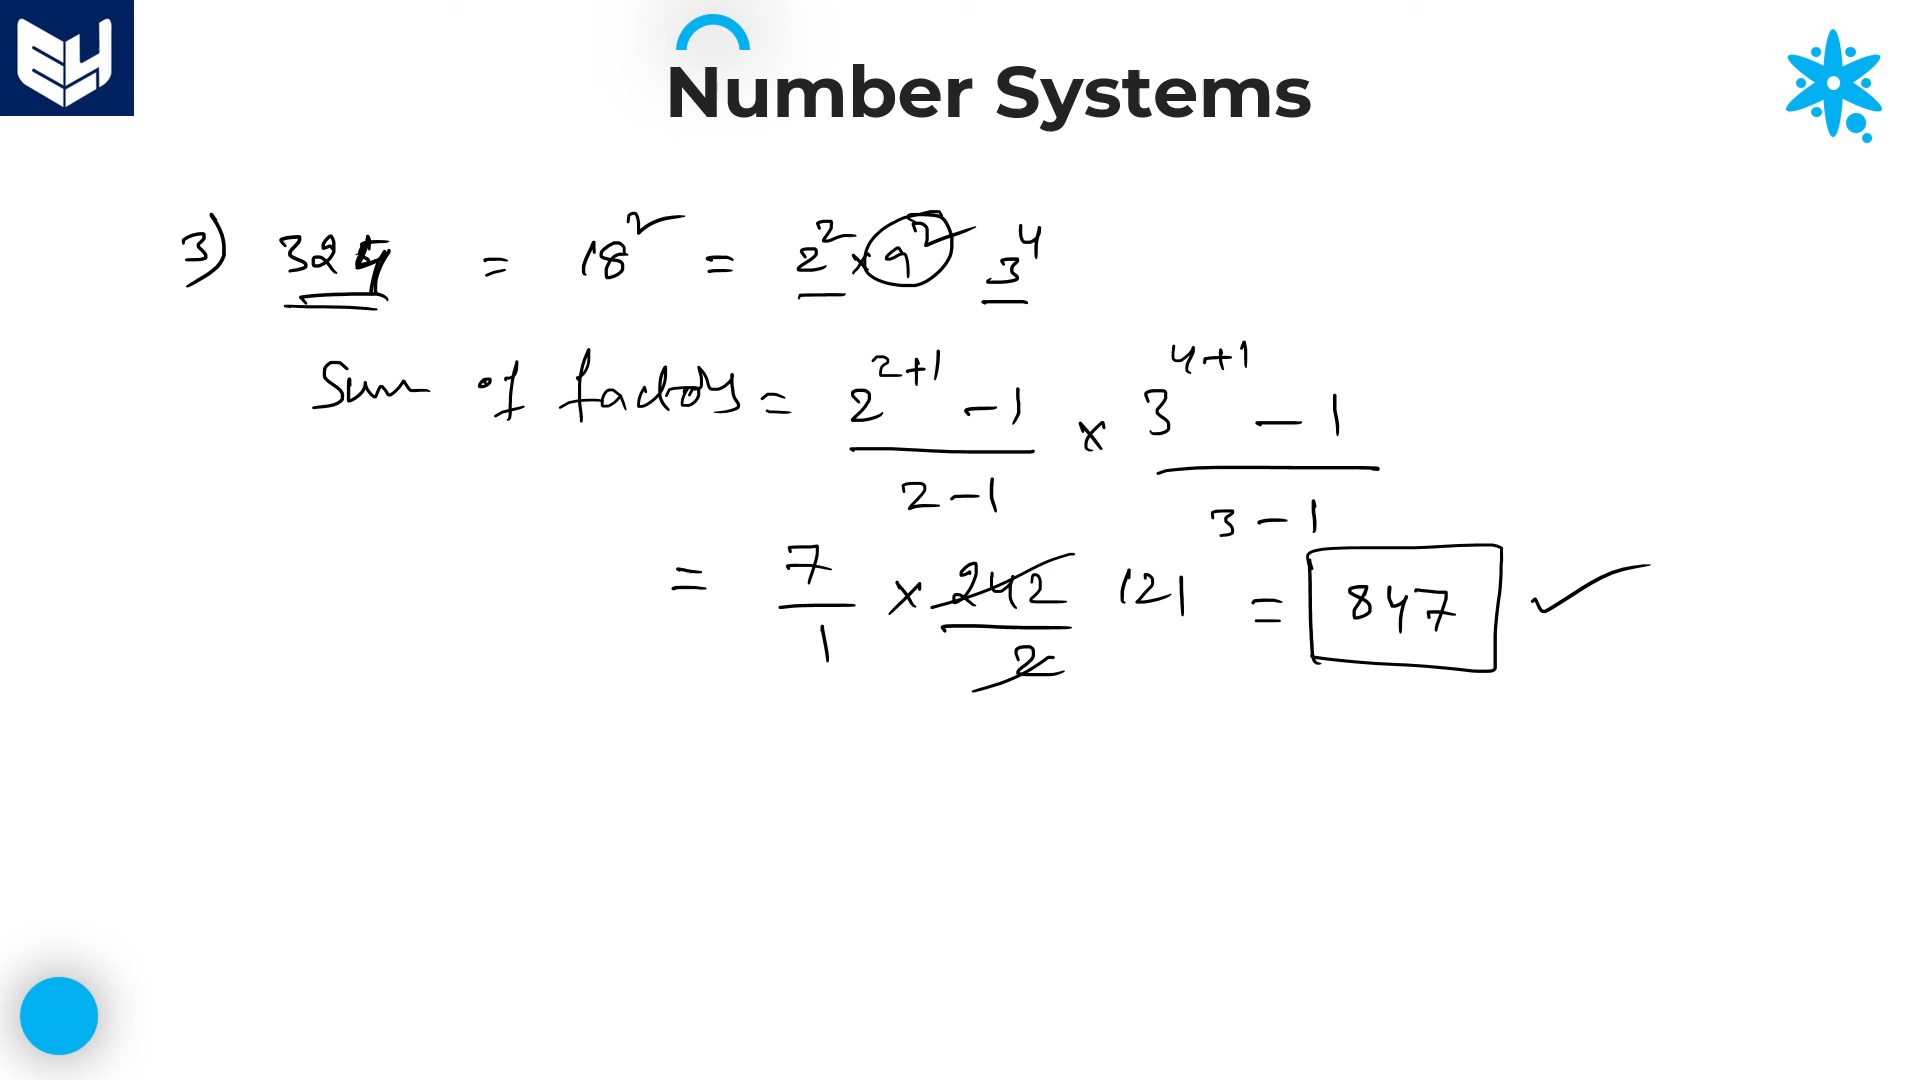 Number Systems
3) 324 = 18² = 2² × 9² 3⁴
Sum of factors = (2²⁺¹ - 1)/(2 - 1) × (3⁴⁺¹ - 1)/(3 - 1)
= 7/1 × 242/2 121 = 847 ✓